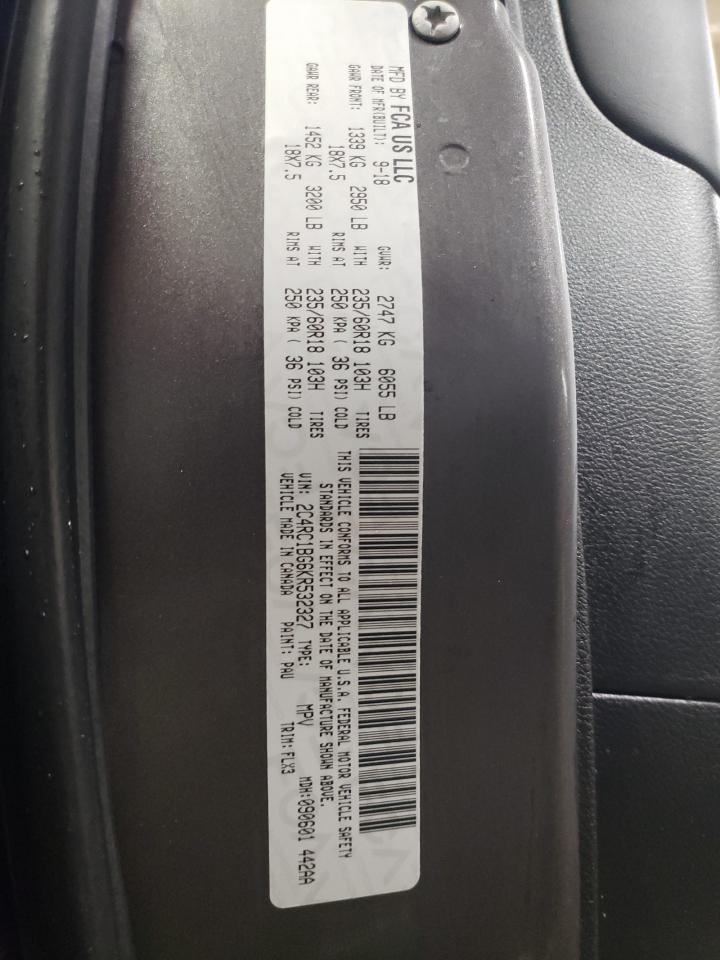 MFD BY FCA US LLC
DATE OF MFR(BUILT): 9-18 GVWR: 2747 KG 6055 LB
GAWR FRONT: 1339 KG 2950 LB WITH 235/60R18 103H TIRES
18X7.5 RIMS AT 250 KPA ( 36 PSI) COLD
GAWR REAR: 1452 KG 3200 LB WITH 235/60R18 103H TIRES
18X7.5 RIMS AT 250 KPA ( 36 PSI) COLD
THIS VEHICLE CONFORMS TO ALL APPLICABLE U.S.A. FEDERAL MOTOR VEHICLE SAFETY
STANDARDS IN EFFECT ON THE DATE OF MANUFACTURE SHOWN ABOVE.
VIN: 2C4RC1BG6KR532327 TYPE: MPV MDH:090601 442AA
VEHICLE MADE IN CANADA PAINT: PAU TRIM:FLX3